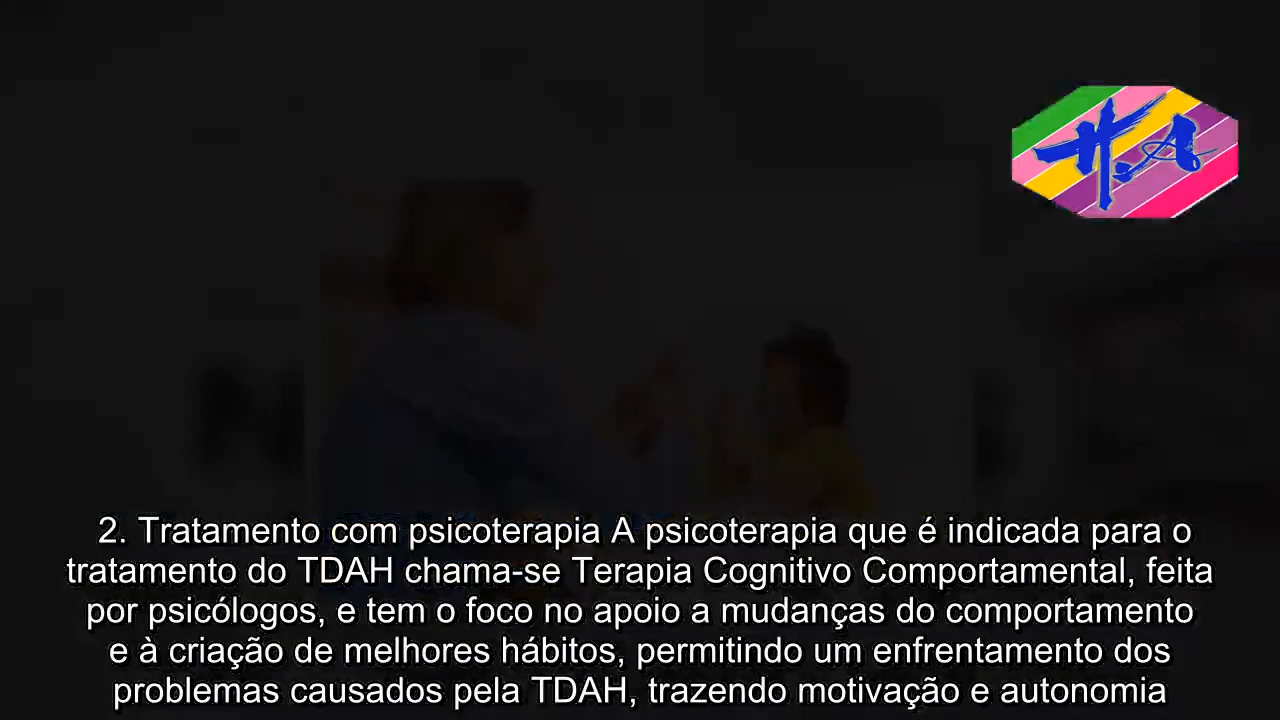 H.A
2. Tratamento com psicoterapia A psicoterapia que é indicada para o
tratamento do TDAH chama-se Terapia Cognitivo Comportamental, feita
por psicólogos, e tem o foco no apoio a mudanças do comportamento
e à criação de melhores hábitos, permitindo um enfrentamento dos
problemas causados pela TDAH, trazendo motivação e autonomia